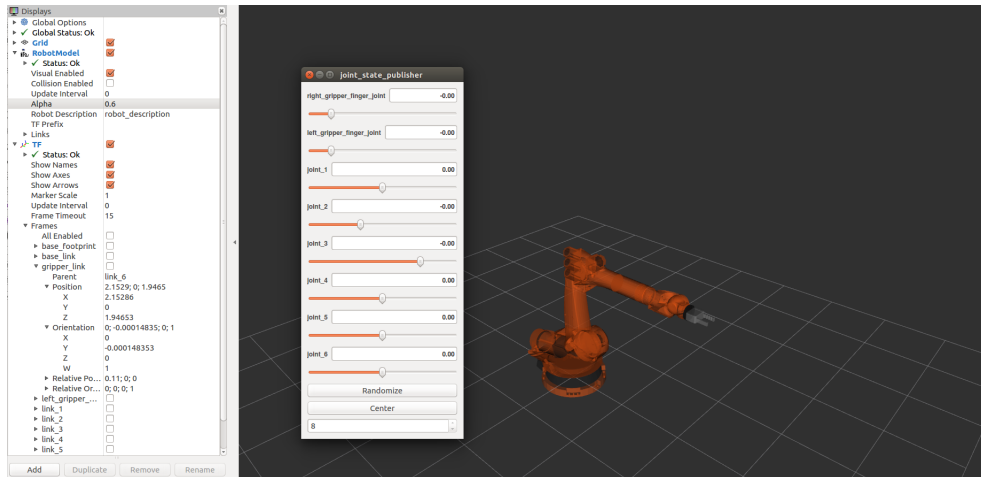 Displays
Global Options
Global Status: Ok
Grid
RobotModel
Status: Ok
Visual Enabled
Collision Enabled
Update Interval 0
Alpha 0.6
Robot Description robot_description
TF Prefix
Links
TF
Status: Ok
Show Names
Show Axes
Show Arrows
Marker Scale 1
Update Interval 0
Frame Timeout 15
Frames
All Enabled
base_footprint
base_link
gripper_link
Parent link_6
Position 2.1529; 0; 1.9465
X 2.15286
Y 0
Z 1.94653
Orientation 0; -0.00014835; 0; 1
X 0
Y -0.000148353
Z 0
W 1
Relative Po... 0.11; 0; 0
Relative Or... 0; 0; 0; 1
left_gripper_...
link_1
link_2
link_3
link_4
link_5
Add Duplicate Remove Rename
joint_state_publisher
right_gripper_finger_joint -0.00
left_gripper_finger_joint -0.00
joint_1 0.00
joint_2 -0.00
joint_3 -0.00
joint_4 0.00
joint_5 0.00
joint_6 0.00
Randomize
Center
8